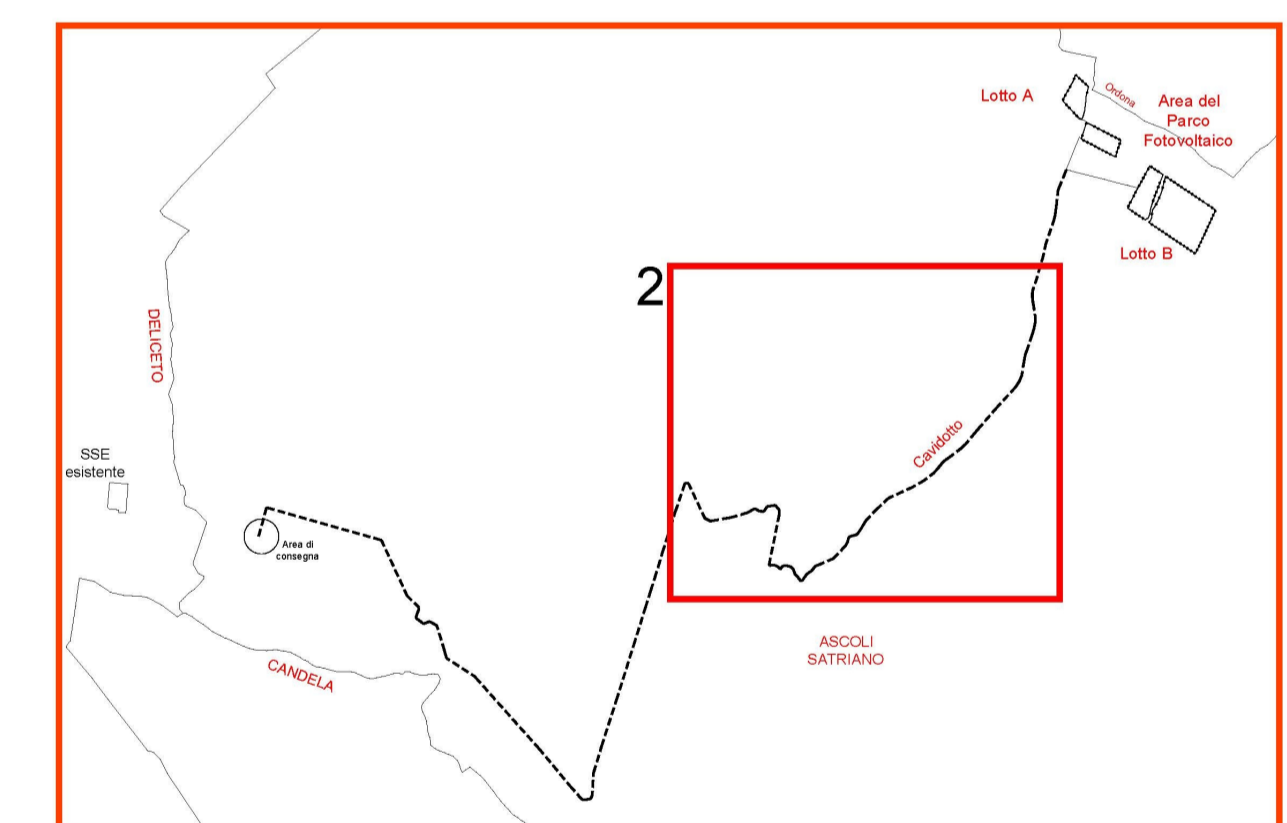 Lotto A
Ordona
Area del
Parco
Fotovoltaico
Lotto B
2
DELICETO
Cavidotto
SSE
esistente
Area di
consegna
ASCOLI
SATRIANO
CANDELA